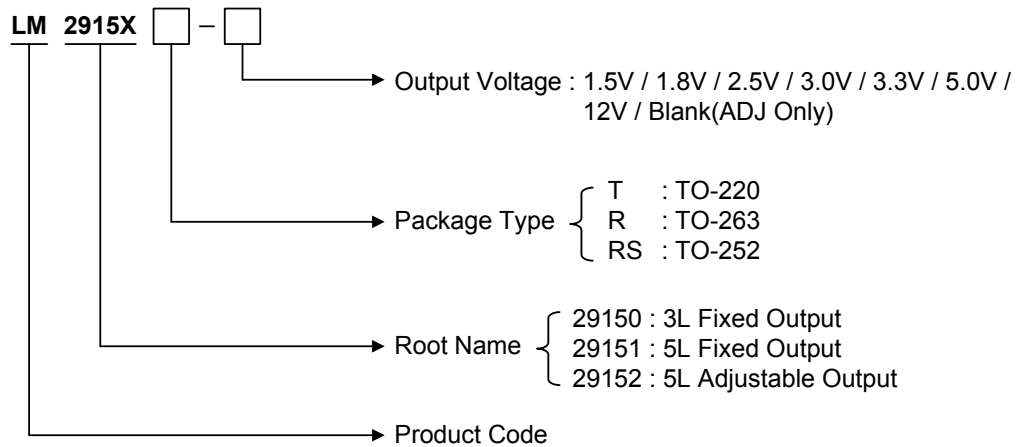 LM 2915X □ – □
Output Voltage : 1.5V / 1.8V / 2.5V / 3.0V / 3.3V / 5.0V /
12V / Blank(ADJ Only)
Package Type
T : TO-220
R : TO-263
RS : TO-252
Root Name
29150 : 3L Fixed Output
29151 : 5L Fixed Output
29152 : 5L Adjustable Output
Product Code